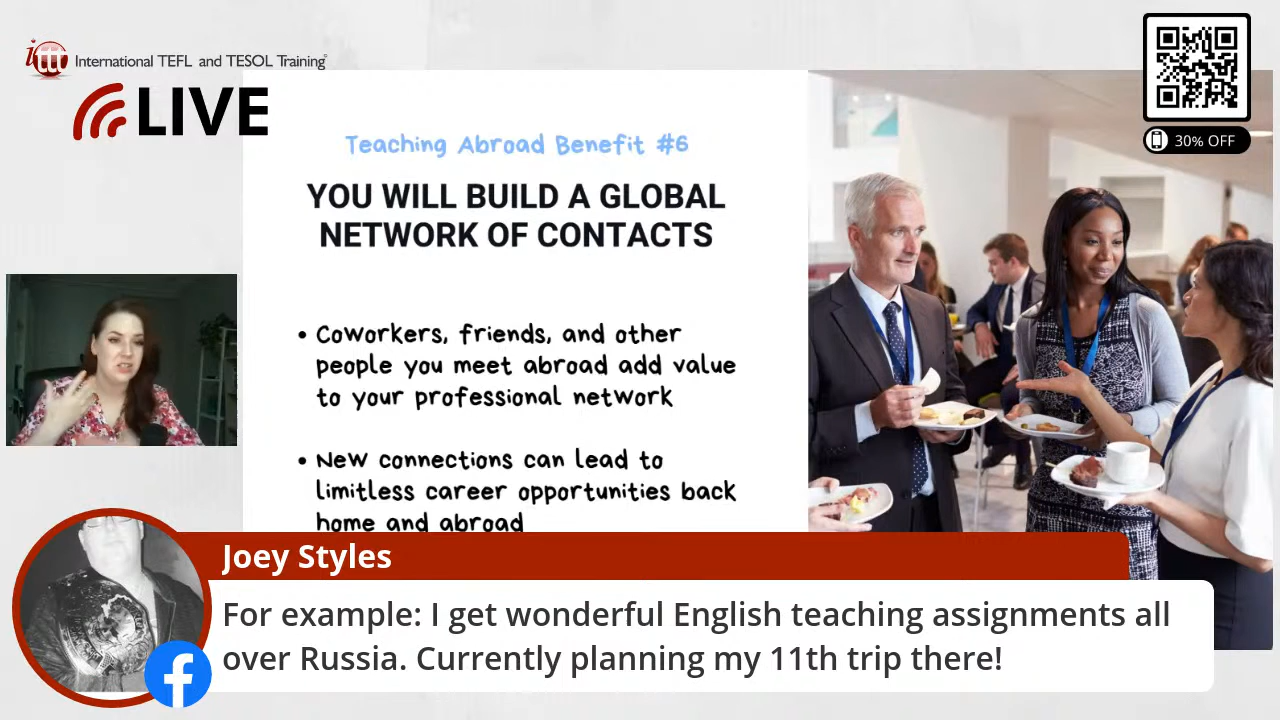 ittt International TEFL and TESOL Training
LIVE
30% OFF
Teaching Abroad Benefit #6
YOU WILL BUILD A GLOBAL
NETWORK OF CONTACTS
• Coworkers, friends, and other
people you meet abroad add value
to your professional network
• New connections can lead to
limitless career opportunities back
home and abroad
Joey Styles
For example: I get wonderful English teaching assignments all
over Russia. Currently planning my 11th trip there!